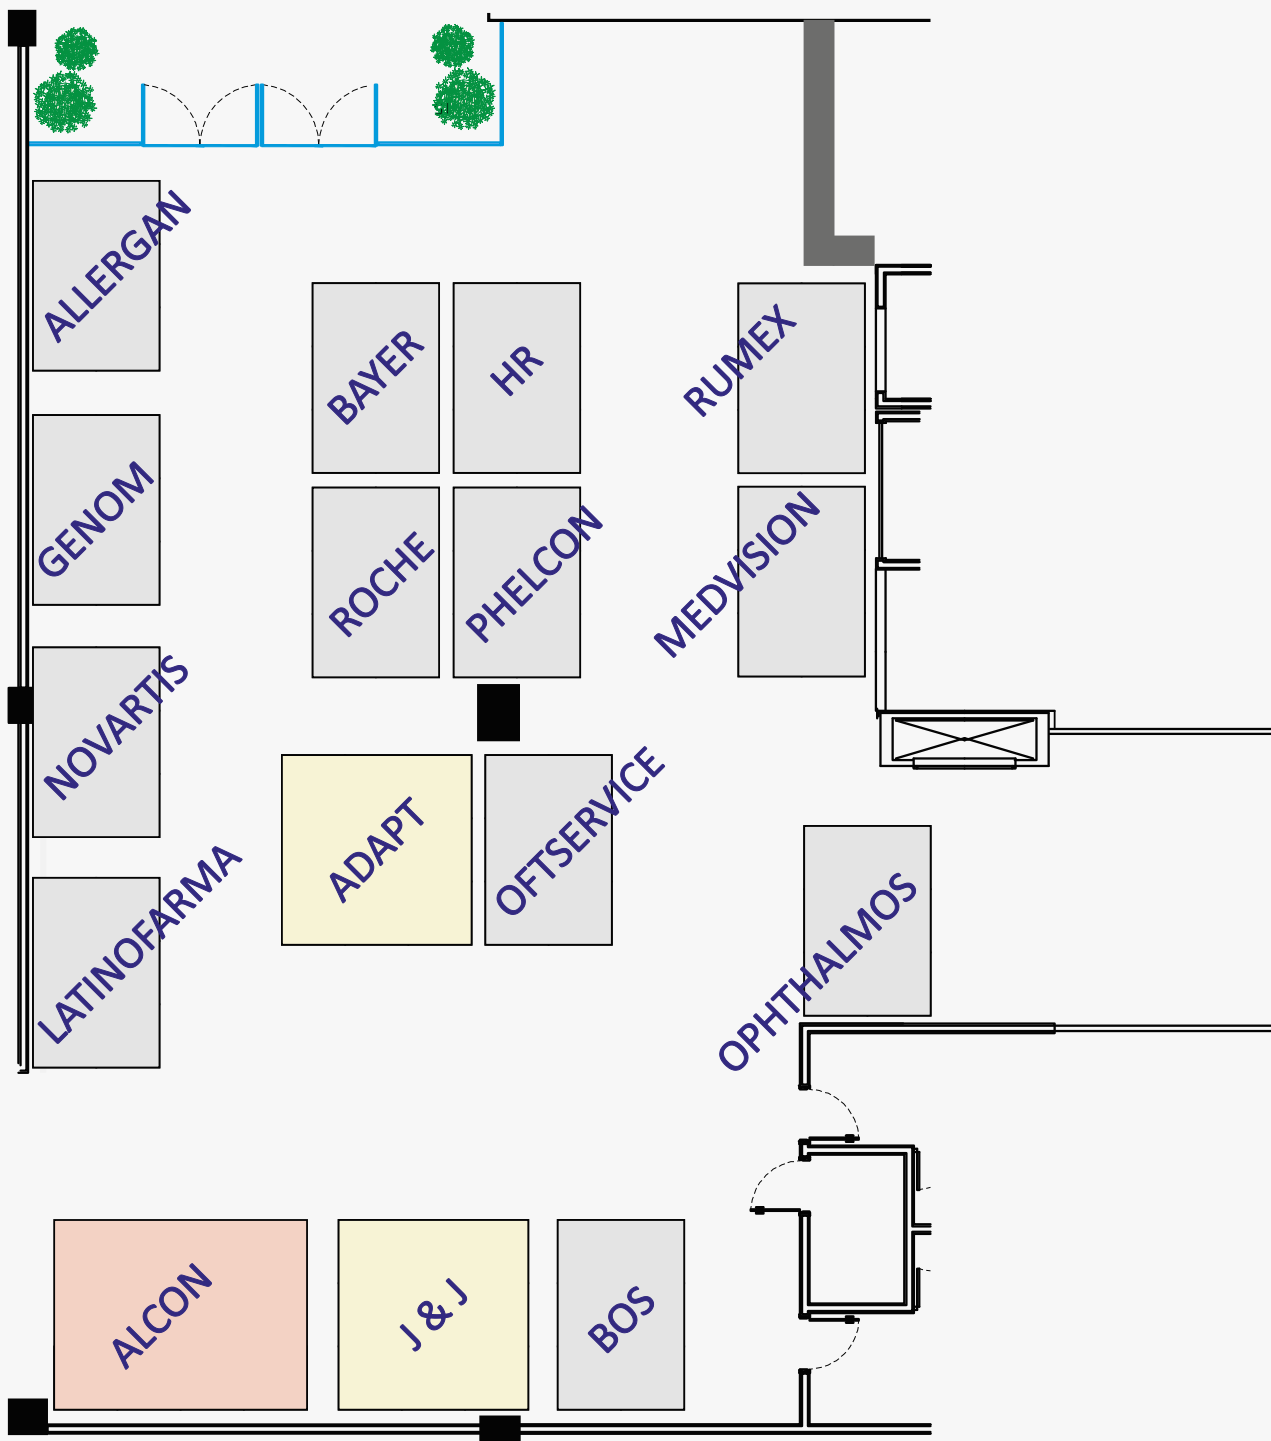 ALLERGAN
BAYER
HR
RUMEX
GENOM
ROCHE
PHELCON
MEDVISION
NOVARTIS
ADAPT
OFTSERVICE
LATINOFARMA
OPHTHALMOS
ALCON
J & J
BOS